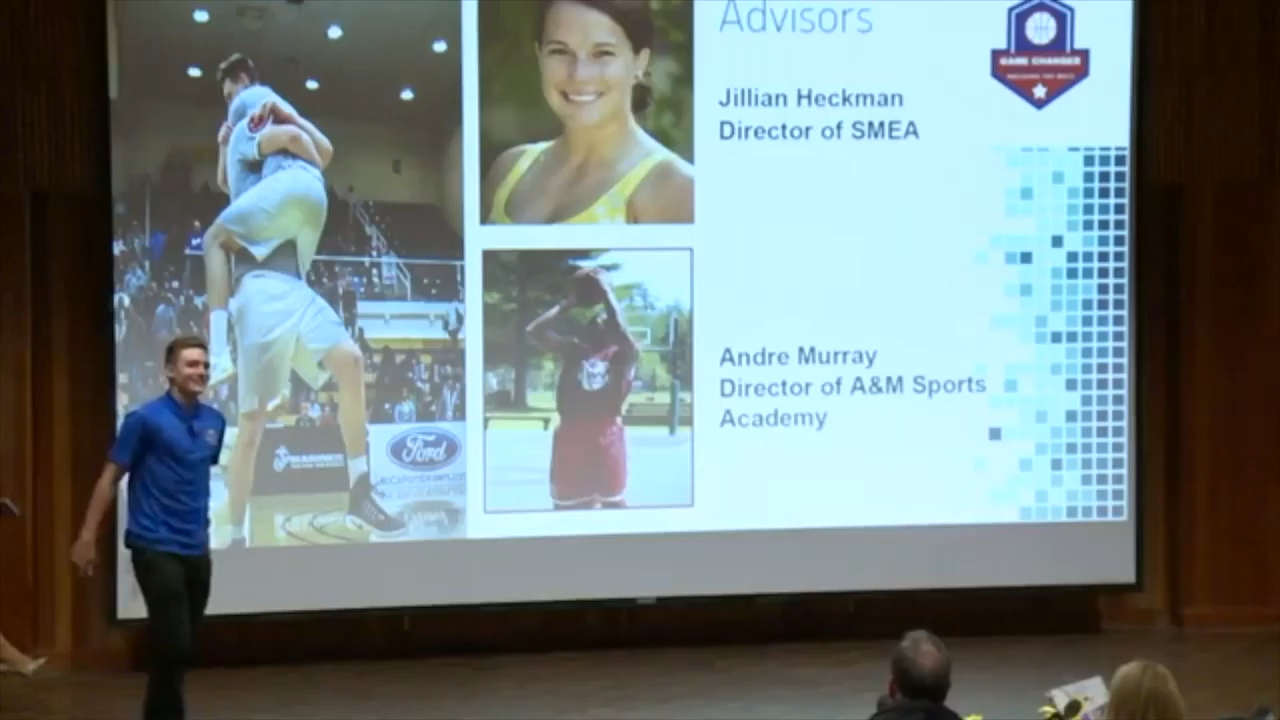 Advisors
GAME CHANGER
Jillian Heckman
Director of SMEA
Andre Murray
Director of A&M Sports
Academy
Ford